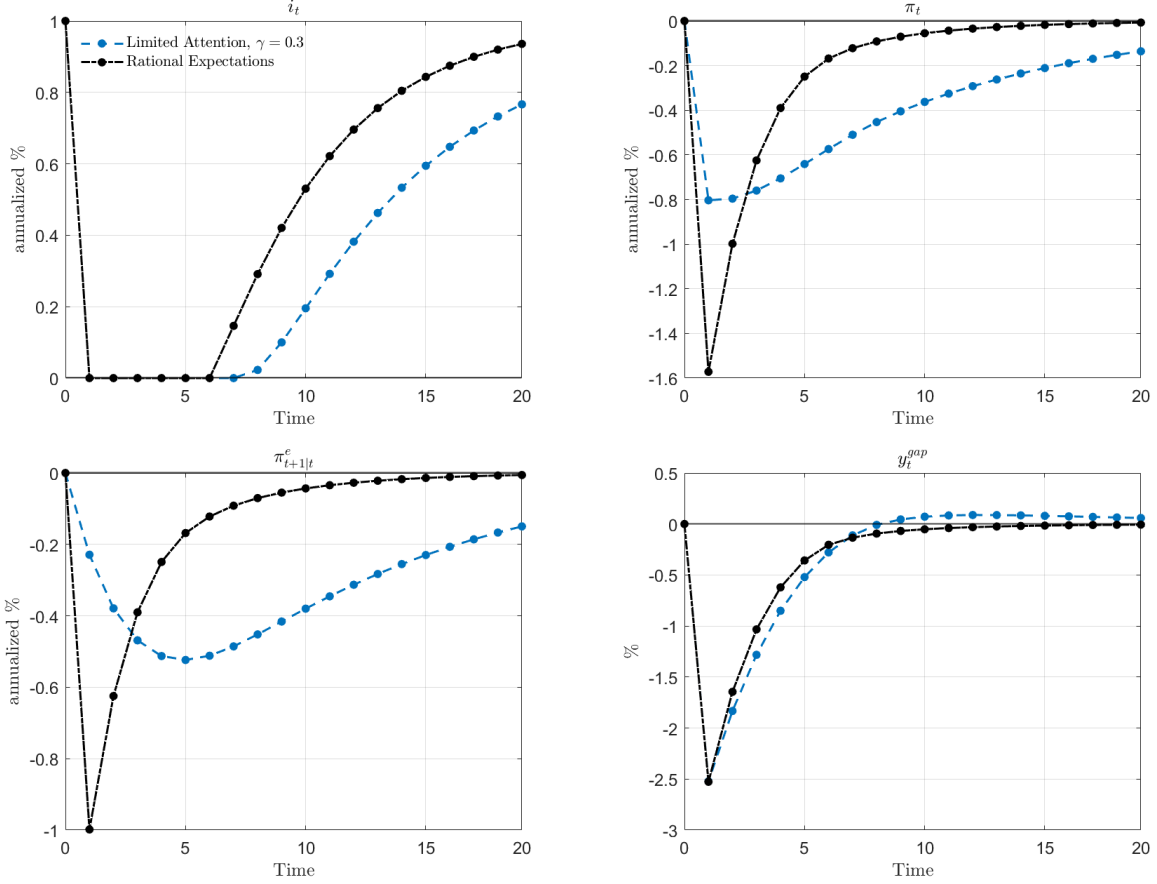 i_t
1
0.8
0.6
0.4
0.2
0
annualized %
Limited Attention, γ = 0.3
Rational Expectations
0 5 10 15 20
Time
π_t
0
-0.2
-0.4
-0.6
-0.8
-1
-1.2
-1.4
-1.6
annualized %
0 5 10 15 20
Time
π^e_{t+1|t}
0
-0.2
-0.4
-0.6
-0.8
-1
annualized %
0 5 10 15 20
Time
y_t^{gap}
0.5
0
-0.5
-1
-1.5
-2
-2.5
-3
%
0 5 10 15 20
Time